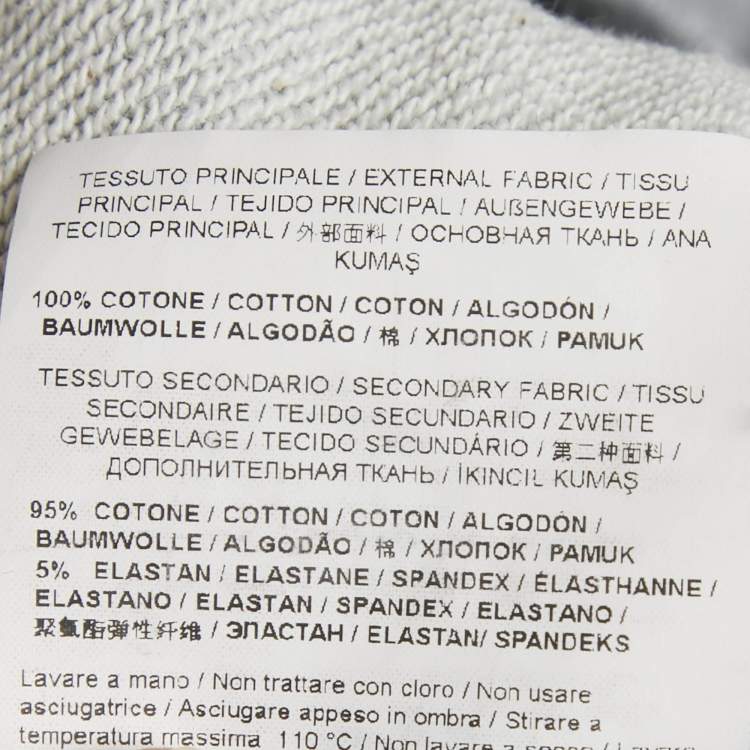 TESSUTO PRINCIPALE / EXTERNAL FABRIC / TISSU
PRINCIPAL / TEJIDO PRINCIPAL / AUßENGEWEBE /
TECIDO PRINCIPAL / 外部面料 / ОСНОВНАЯ ТКАНЬ / ANA
KUMAŞ
100% COTONE / COTTON / COTON / ALGODÓN /
BAUMWOLLE / ALGODÃO / 棉 / ХЛОПОК / PAMUK
TESSUTO SECONDARIO / SECONDARY FABRIC / TISSU
SECONDAIRE / TEJIDO SECUNDARIO / ZWEITE
GEWEBELAGE / TECIDO SECUNDÁRIO / 第二种面料 /
ДОПОЛНИТЕЛЬНАЯ ТКАНЬ / İKINCIL KUMAŞ
95% COTONE / COTTON / COTON / ALGODÓN /
BAUMWOLLE / ALGODÃO / 棉 / ХЛОПОК / PAMUK
5% ELASTAN / ELASTANE / SPANDEX / ÉLASTHANNE /
ELASTANO / ELASTAN / SPANDEX / ELASTANO /
聚氨酯弹性纤维 / ЭЛАСТАН / ELASTAN/ SPANDEKS
Lavare a mano / Non trattare con cloro / Non usare
asciugatrice / Asciugare appeso in ombra / Stirare a
temperatura massima 110 °C / Non lavare a secco /